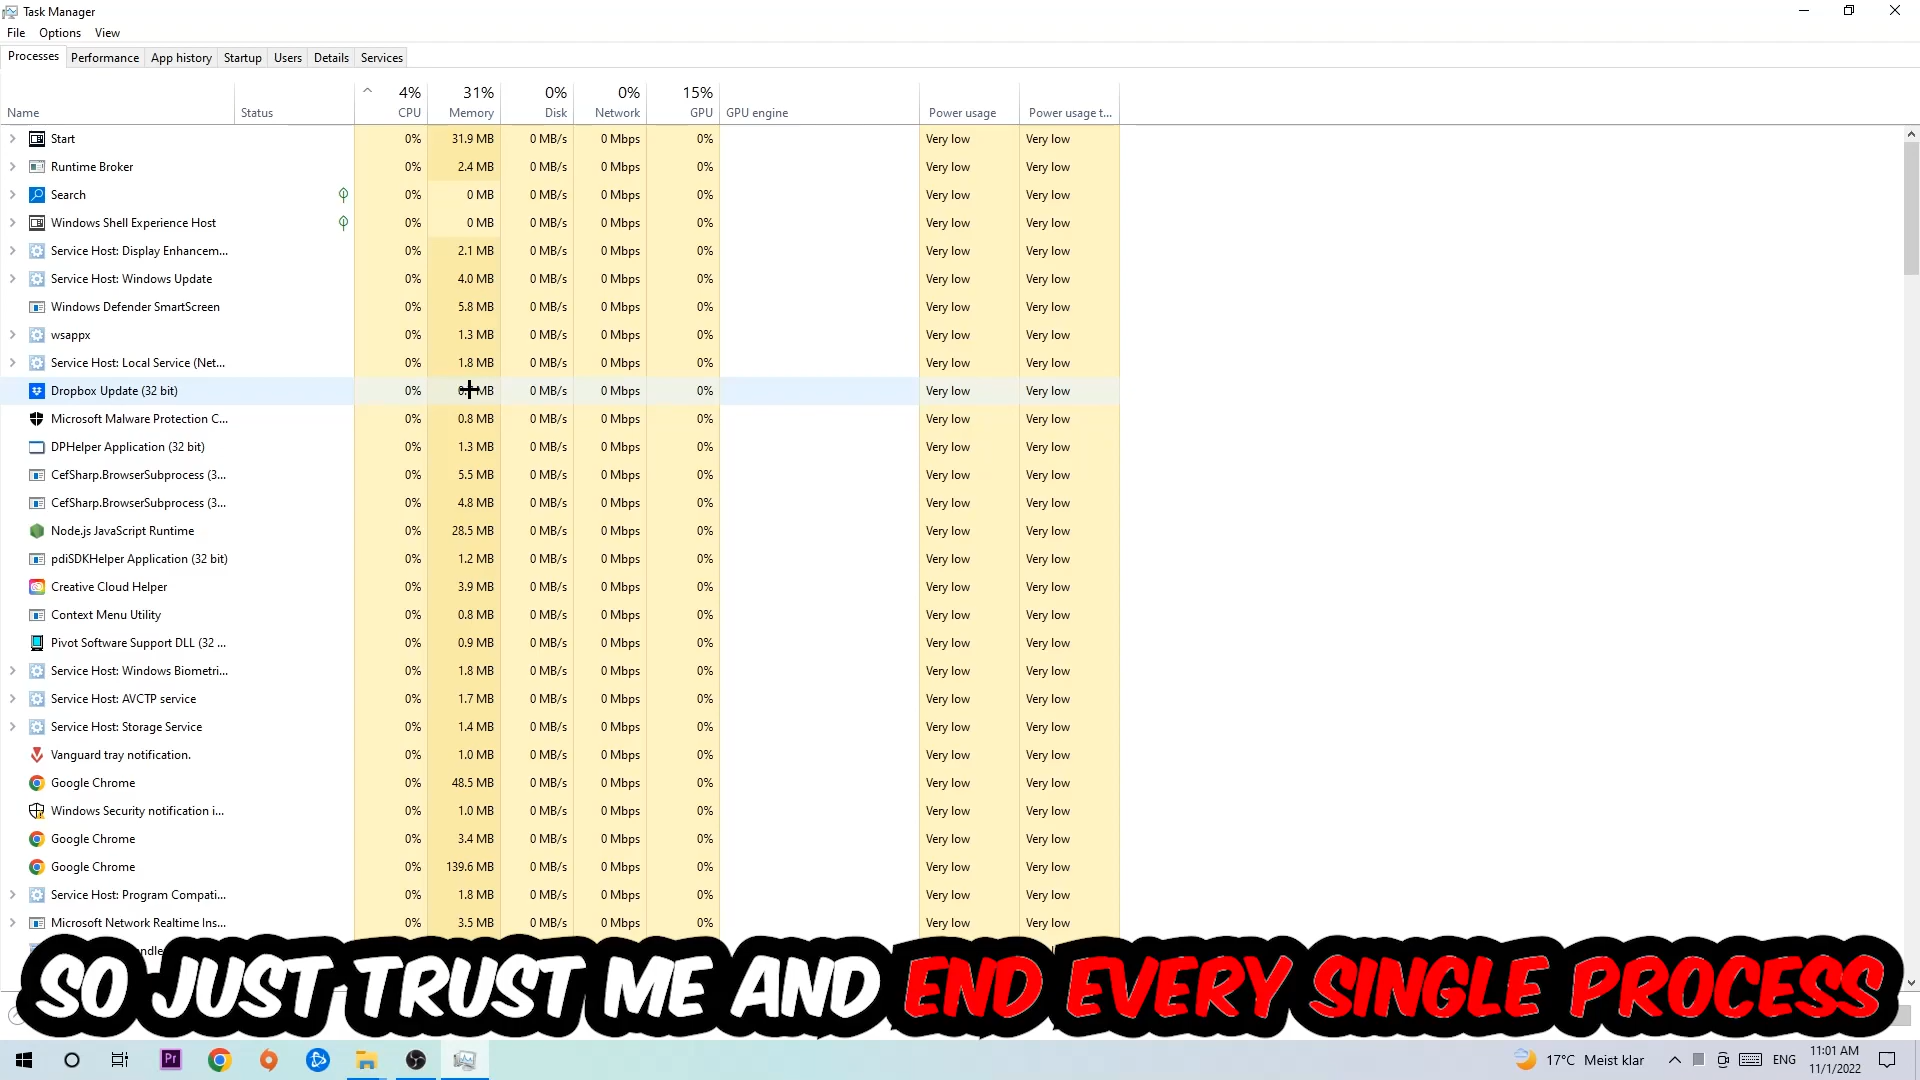 Task Manager
File Options View
Processes Performance App history Startup Users Details Services
4% 31% 0% 0% 15%
Name Status CPU Memory Disk Network GPU GPU engine Power usage Power usage t...
Start 0% 31.9 MB 0 MB/s 0 Mbps 0% Very low Very low
Runtime Broker 0% 2.4 MB 0 MB/s 0 Mbps 0% Very low Very low
Search 0% 0 MB 0 MB/s 0 Mbps 0% Very low Very low
Windows Shell Experience Host 0% 0 MB 0 MB/s 0 Mbps 0% Very low Very low
Service Host: Display Enhancem... 0% 2.1 MB 0 MB/s 0 Mbps 0% Very low Very low
Service Host: Windows Update 0% 4.0 MB 0 MB/s 0 Mbps 0% Very low Very low
Windows Defender SmartScreen 0% 5.8 MB 0 MB/s 0 Mbps 0% Very low Very low
wsappx 0% 1.3 MB 0 MB/s 0 Mbps 0% Very low Very low
Service Host: Local Service (Net... 0% 1.8 MB 0 MB/s 0 Mbps 0% Very low Very low
Dropbox Update (32 bit) 0% MB 0 MB/s 0 Mbps 0% Very low Very low
Microsoft Malware Protection C... 0% 0.8 MB 0 MB/s 0 Mbps 0% Very low Very low
DPHelper Application (32 bit) 0% 1.3 MB 0 MB/s 0 Mbps 0% Very low Very low
CefSharp.BrowserSubprocess (3... 0% 5.5 MB 0 MB/s 0 Mbps 0% Very low Very low
CefSharp.BrowserSubprocess (3... 0% 4.8 MB 0 MB/s 0 Mbps 0% Very low Very low
Node.js JavaScript Runtime 0% 28.5 MB 0 MB/s 0 Mbps 0% Very low Very low
pdiSDKHelper Application (32 bit) 0% 1.2 MB 0 MB/s 0 Mbps 0% Very low Very low
Creative Cloud Helper 0% 3.9 MB 0 MB/s 0 Mbps 0% Very low Very low
Context Menu Utility 0% 0.8 MB 0 MB/s 0 Mbps 0% Very low Very low
Pivot Software Support DLL (32 ... 0% 0.9 MB 0 MB/s 0 Mbps 0% Very low Very low
Service Host: Windows Biometri... 0% 1.8 MB 0 MB/s 0 Mbps 0% Very low Very low
Service Host: AVCTP service 0% 1.7 MB 0 MB/s 0 Mbps 0% Very low Very low
Service Host: Storage Service 0% 1.4 MB 0 MB/s 0 Mbps 0% Very low Very low
Vanguard tray notification. 0% 1.0 MB 0 MB/s 0 Mbps 0% Very low Very low
Google Chrome 0% 48.5 MB 0 MB/s 0 Mbps 0% Very low Very low
Windows Security notification i... 0% 1.0 MB 0 MB/s 0 Mbps 0% Very low Very low
Google Chrome 0% 3.4 MB 0 MB/s 0 Mbps 0% Very low Very low
Google Chrome 0% 139.6 MB 0 MB/s 0 Mbps 0% Very low Very low
Service Host: Program Compati... 0% 1.8 MB 0 MB/s 0 Mbps 0% Very low Very low
Microsoft Network Realtime Ins... 0% 3.5 MB 0 MB/s 0 Mbps 0% Very low Very low
SO JUST TRUST ME AND END EVERY SINGLE PROCESS
Pr 17°C Meist klar ENG 11:01 AM
11/1/2022